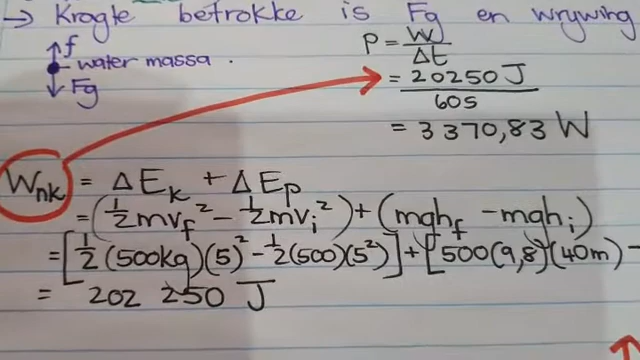 → Kragte betrokke is Fg en wrywing
↑ f
• – water massa.
↓ Fg
P = W/Δt
= 20250 J / 60s
= 3 370,83 W
Wnk = ΔEk + ΔEp
= (½mvf² – ½mvi²) + (mghf – mghi)
= [½(500kg)(5)² – ½(500)(5²)] + [500(9,8)(40m) –
= 202 250 J